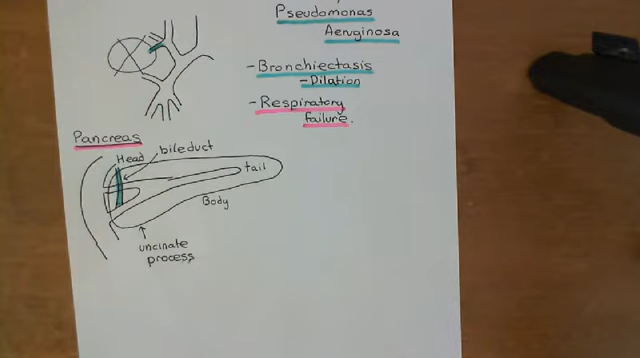 Pseudomonas
Aeruginosa
- Bronchiectasis
- Dilation
- Respiratory
failure.
Pancreas
Head
bileduct
tail
Body
uncinate
process